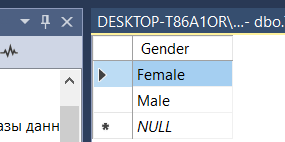 DESKTOP-T86A1OR\...- dbo.
Gender
Female
Male
NULL
азы данн